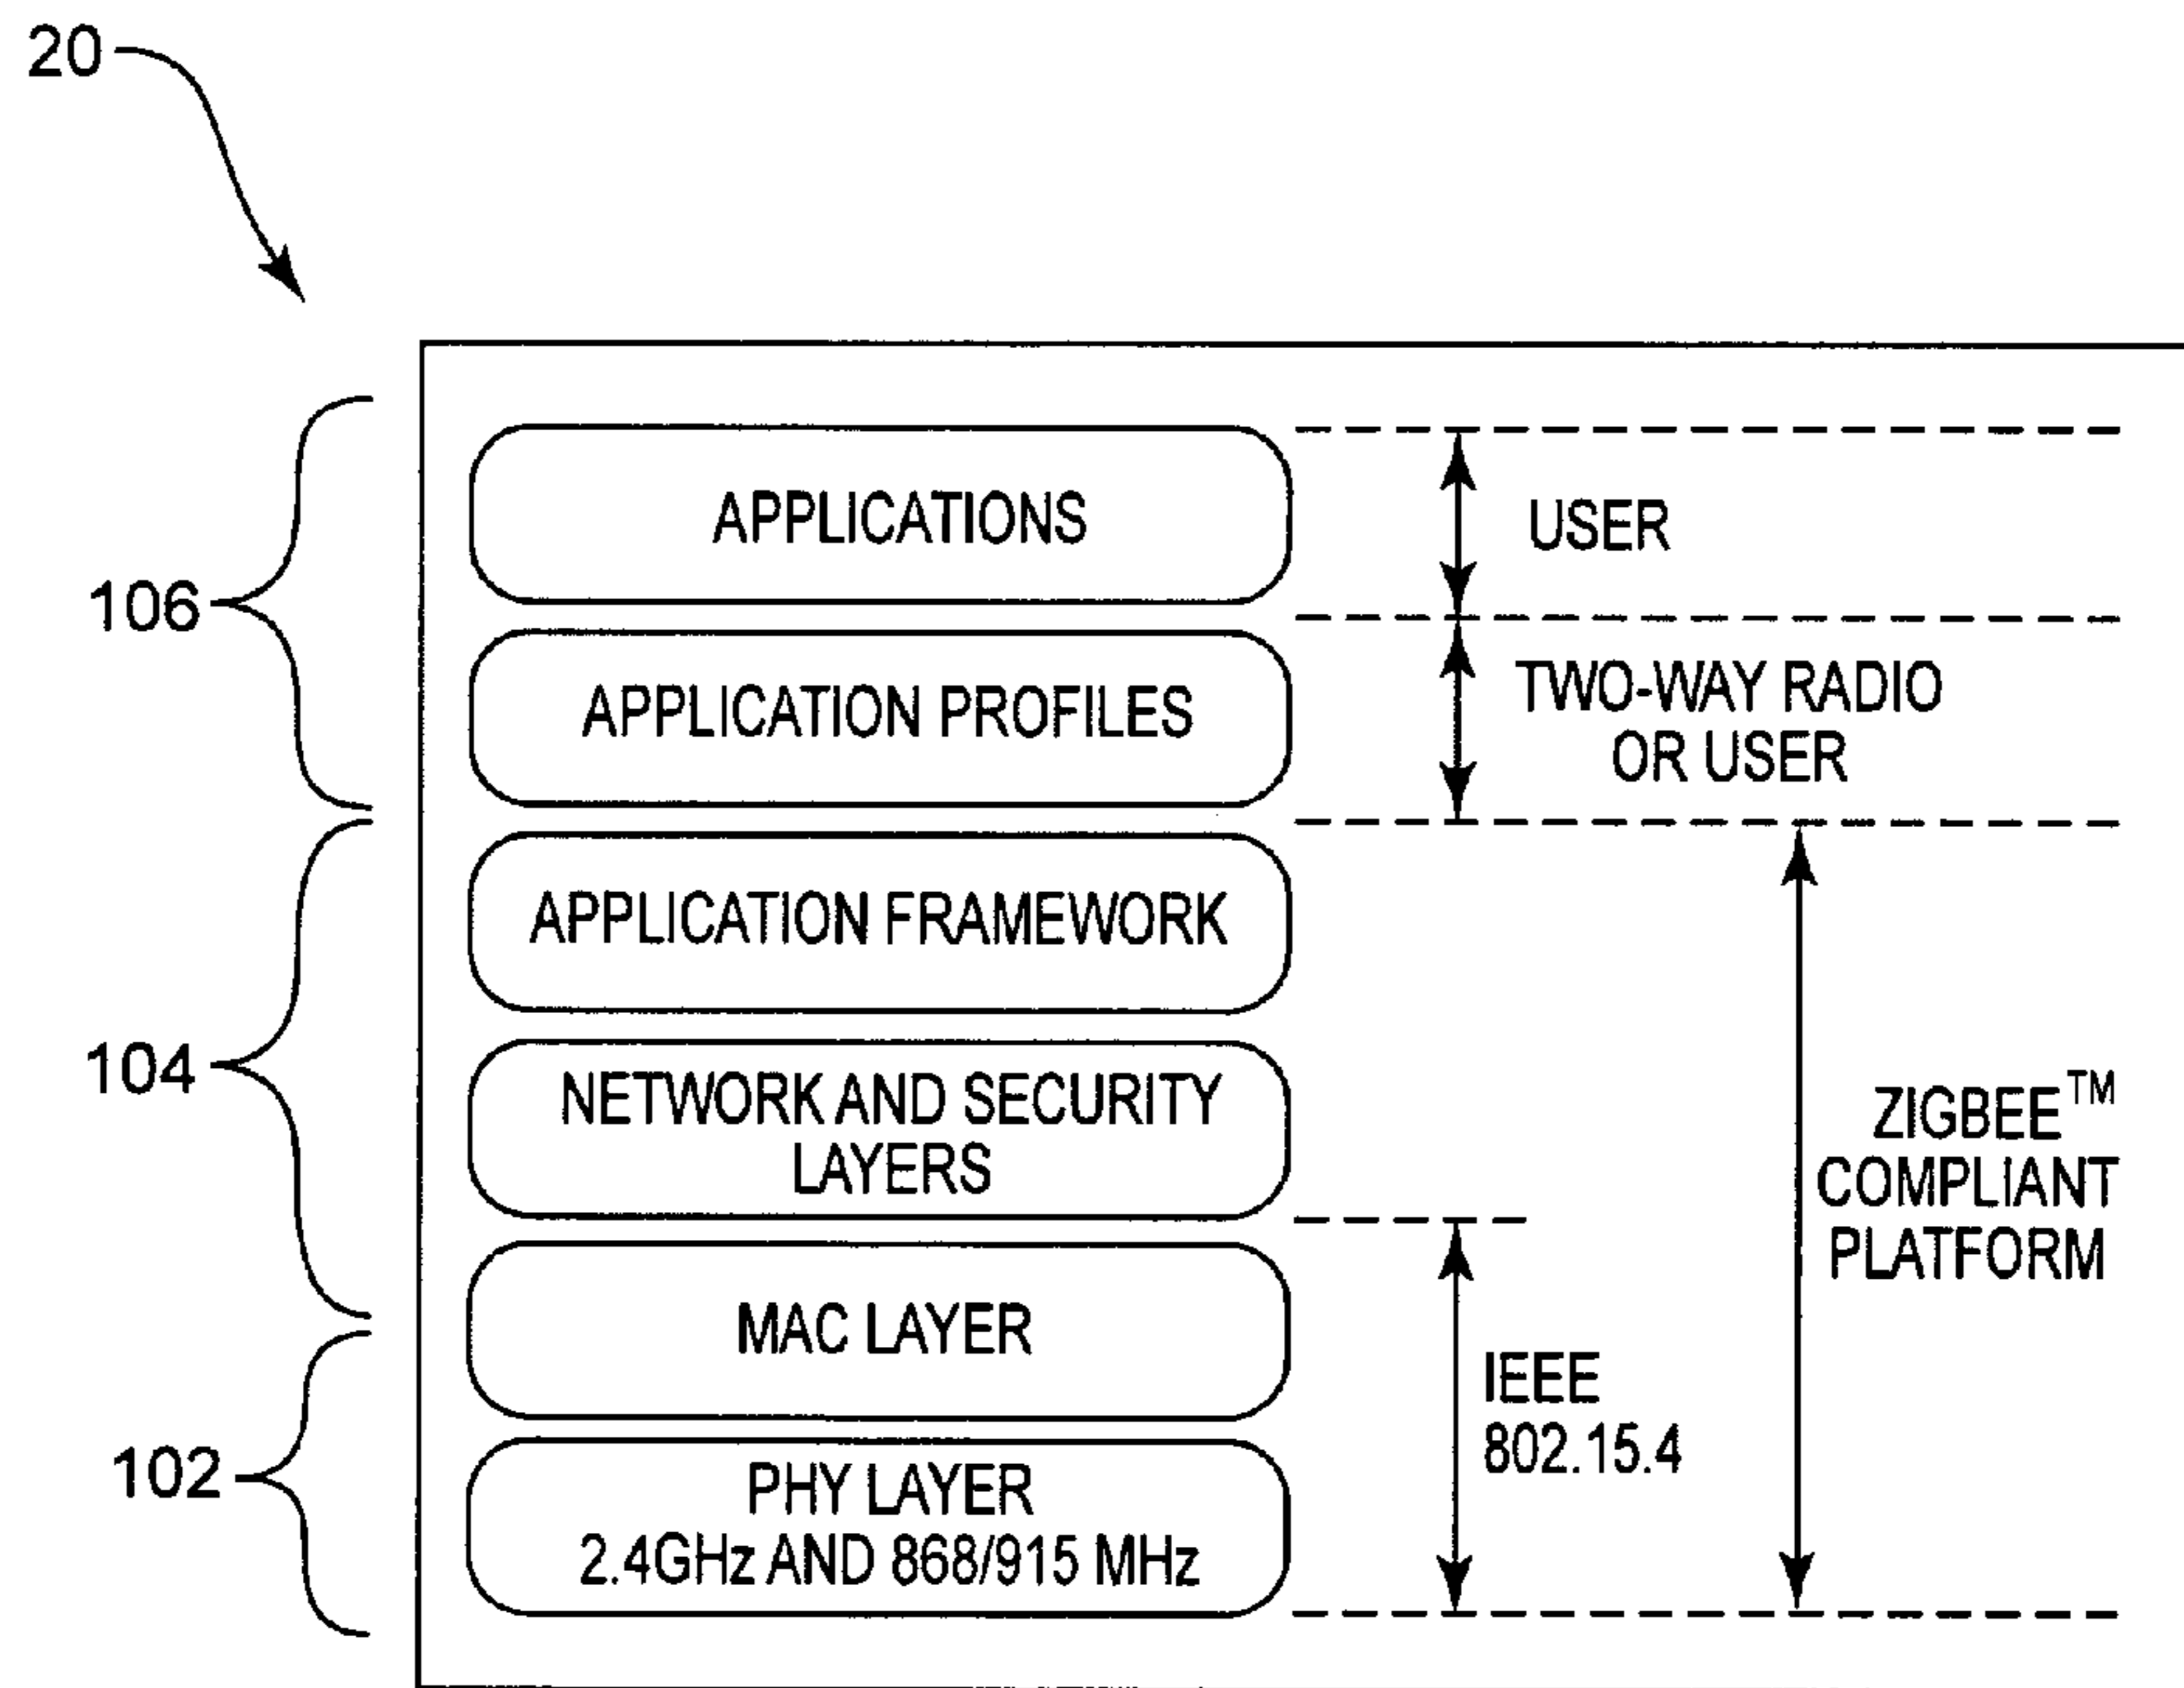 20
106
APPLICATIONS
USER
APPLICATION PROFILES
TWO-WAY RADIO
OR USER
104
APPLICATION FRAMEWORK
NETWORK AND SECURITY
LAYERS
ZIGBEE™
COMPLIANT
PLATFORM
102
MAC LAYER
IEEE
802.15.4
PHY LAYER
2.4GHz AND 868/915 MHz